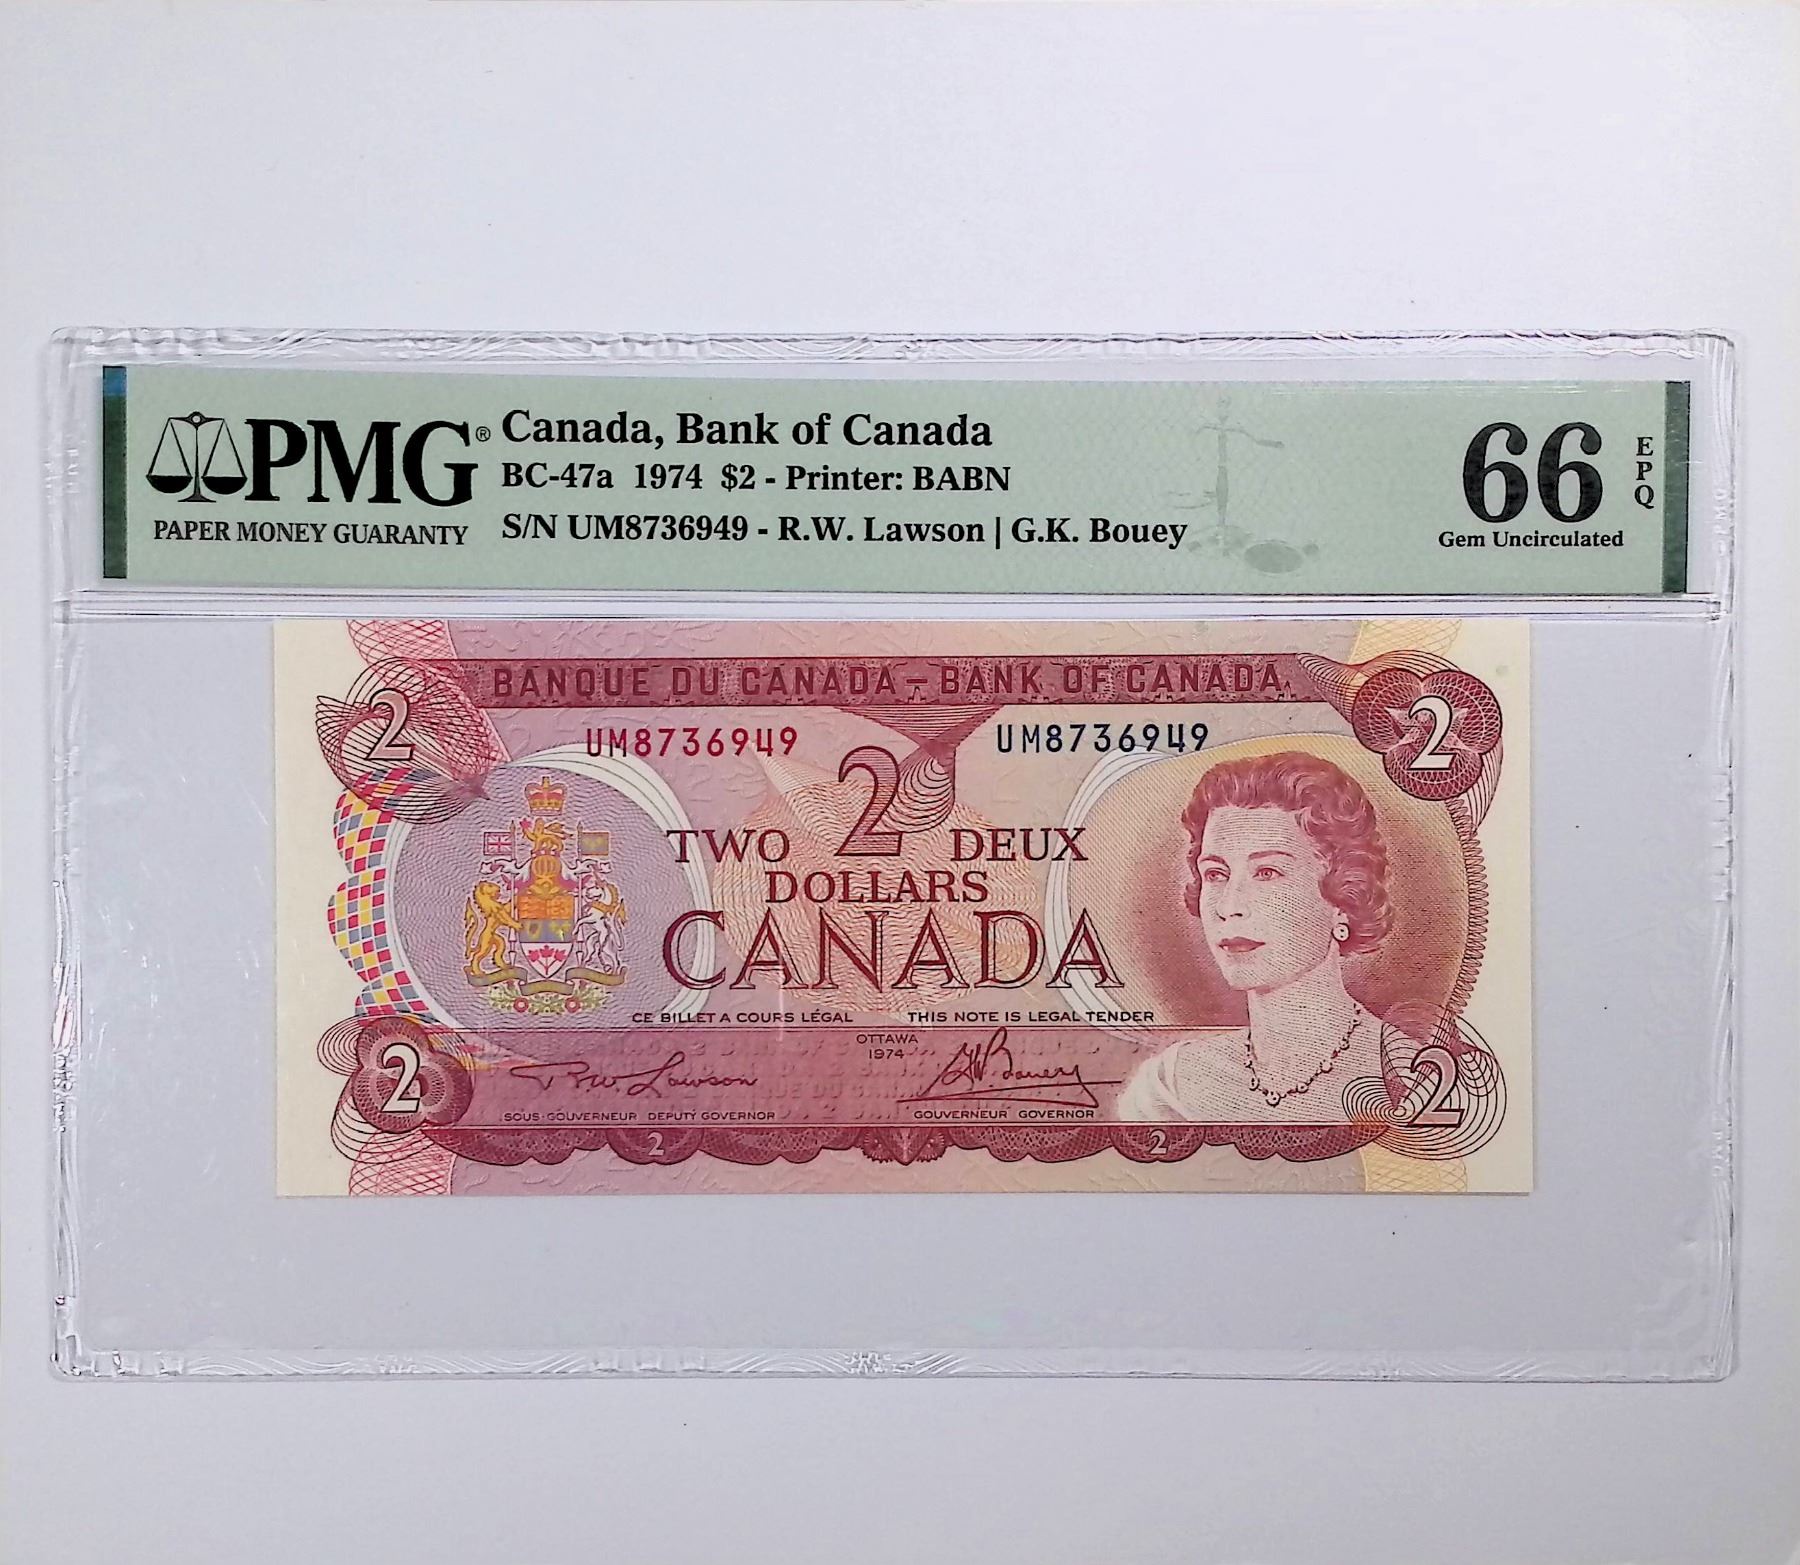 PMG®
PAPER MONEY GUARANTY
Canada, Bank of Canada
BC-47a 1974 $2 - Printer: BABN
S/N UM8736949 - R.W. Lawson | G.K. Bouey
66
EPQ
Gem Uncirculated
BANQUE DU CANADA – BANK OF CANADA
2
2
UM8736949
UM8736949
2
TWO DEUX
DOLLARS
CANADA
CE BILLET A COURS LÉGAL THIS NOTE IS LEGAL TENDER
OTTAWA
1974
R.W. Lawson
G.K. Bouey
SOUS-GOUVERNEUR DEPUTY GOVERNOR
GOUVERNEUR GOVERNOR
2
2
2
2